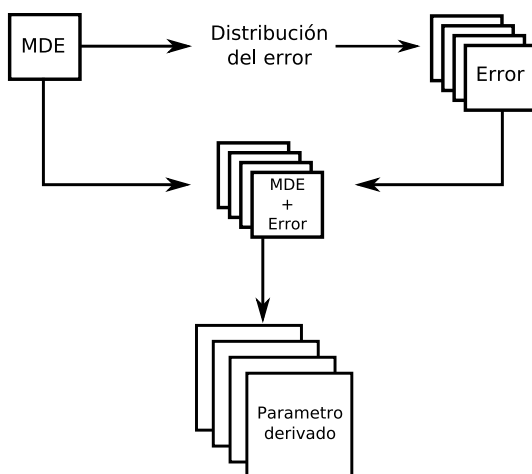 MDE
Distribución
del error
Error
MDE
+
Error
Parametro
derivado